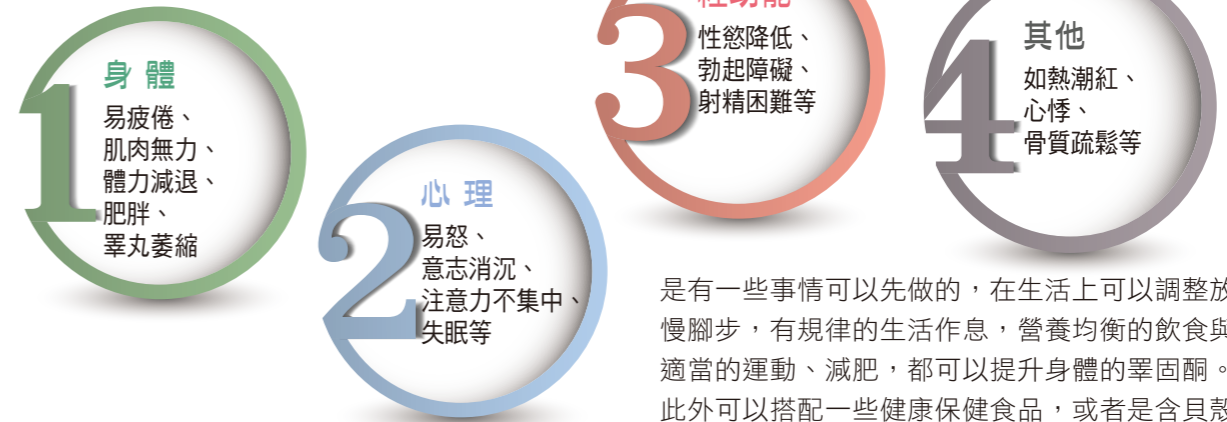 1
身體
易疲倦、
肌肉無力、
體力減退、
肥胖、
睪丸萎縮
2
心理
易怒、
意志消沉、
注意力不集中、
失眠等
3
性慾降低、
勃起障礙、
射精困難等
4
其他
如熱潮紅、
心悸、
骨質疏鬆等
是有一些事情可以先做的，在生活上可以調整放
慢腳步，有規律的生活作息，營養均衡的飲食與
適當的運動、減肥，都可以提升身體的睪固酮。
此外可以搭配一些健康保健食品，或者是含貝殼